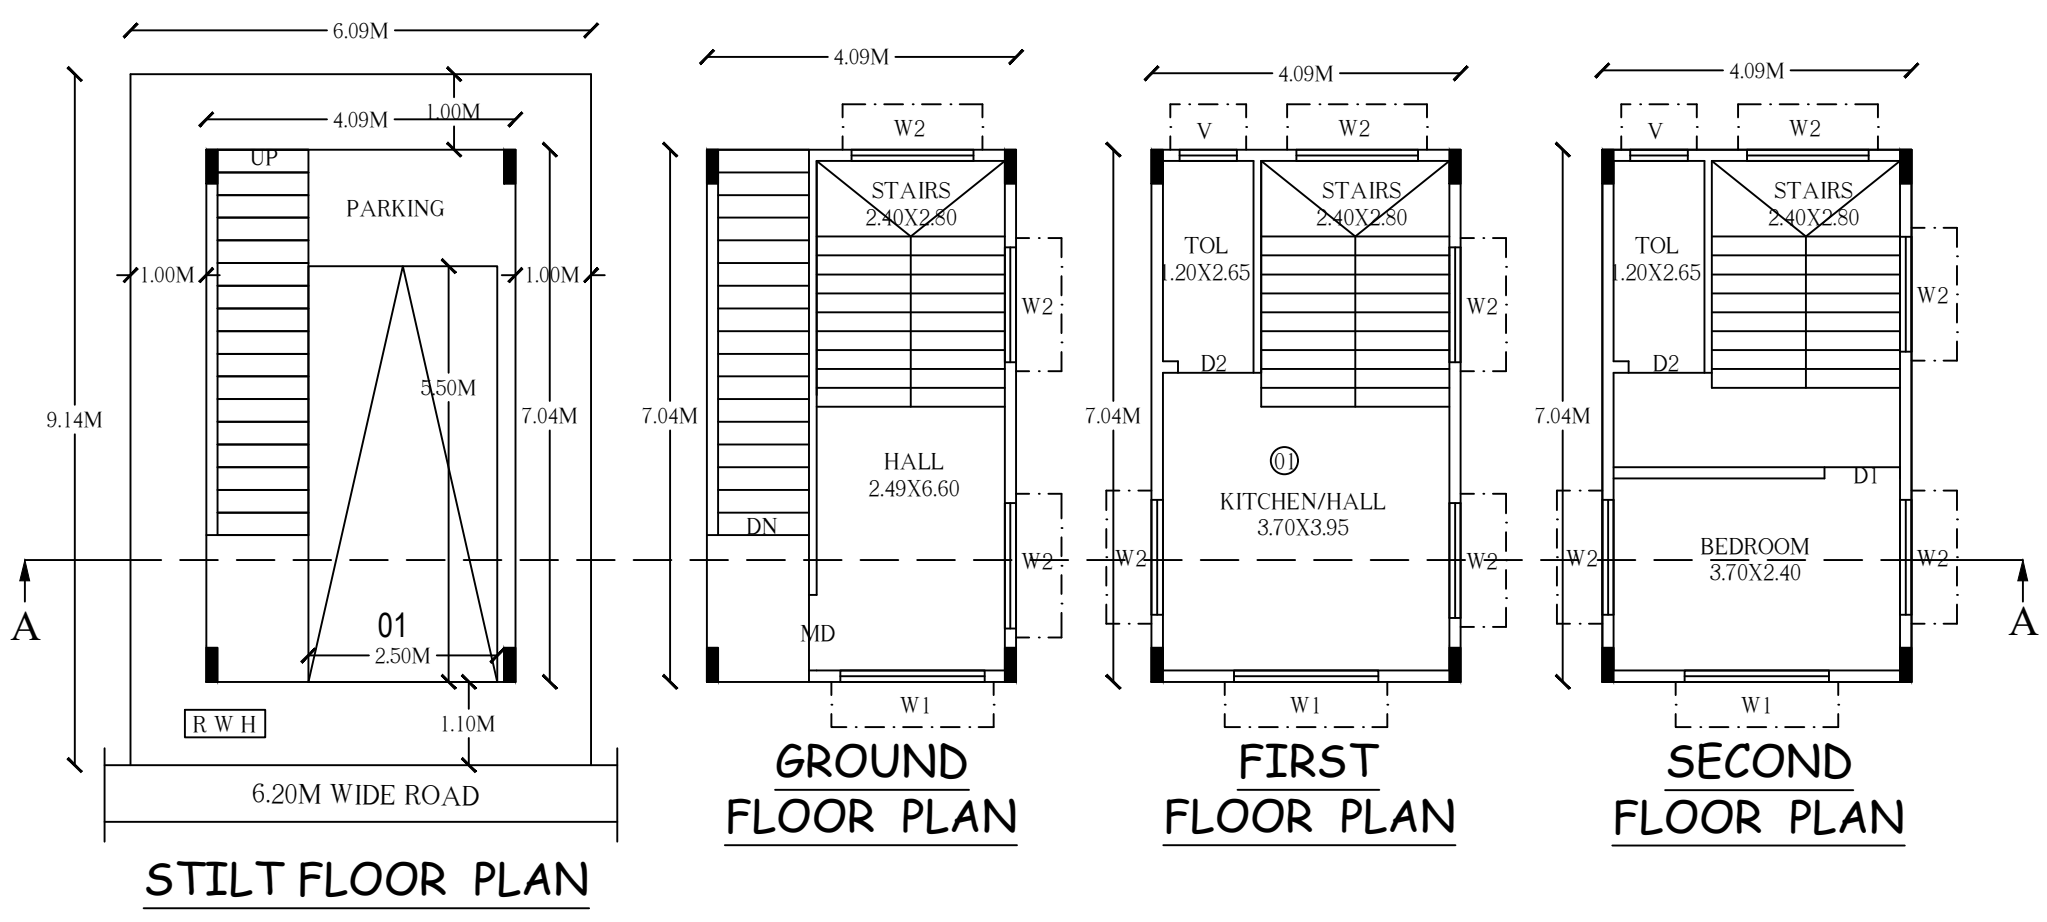 6.09M
9.14M
1.00M
4.09M
UP
PARKING
1.00M
1.00M
5.50M
7.04M
01
2.50M
1.10M
R W H
6.20M WIDE ROAD
STILT FLOOR PLAN
A
4.09M
W2
7.04M
STAIRS
2.40X2.80
W2
HALL
2.49X6.60
DN
W2
MD
W1
GROUND
FLOOR PLAN
4.09M
V
W2
7.04M
STAIRS
2.40X2.80
TOL
1.20X2.65
W2
D2
01
KITCHEN/HALL
3.70X3.95
W2
W2
W1
FIRST
FLOOR PLAN
4.09M
V
W2
7.04M
STAIRS
2.40X2.80
TOL
1.20X2.65
W2
D2
D1
BEDROOM
3.70X2.40
W2
W2
W1
SECOND
FLOOR PLAN
A